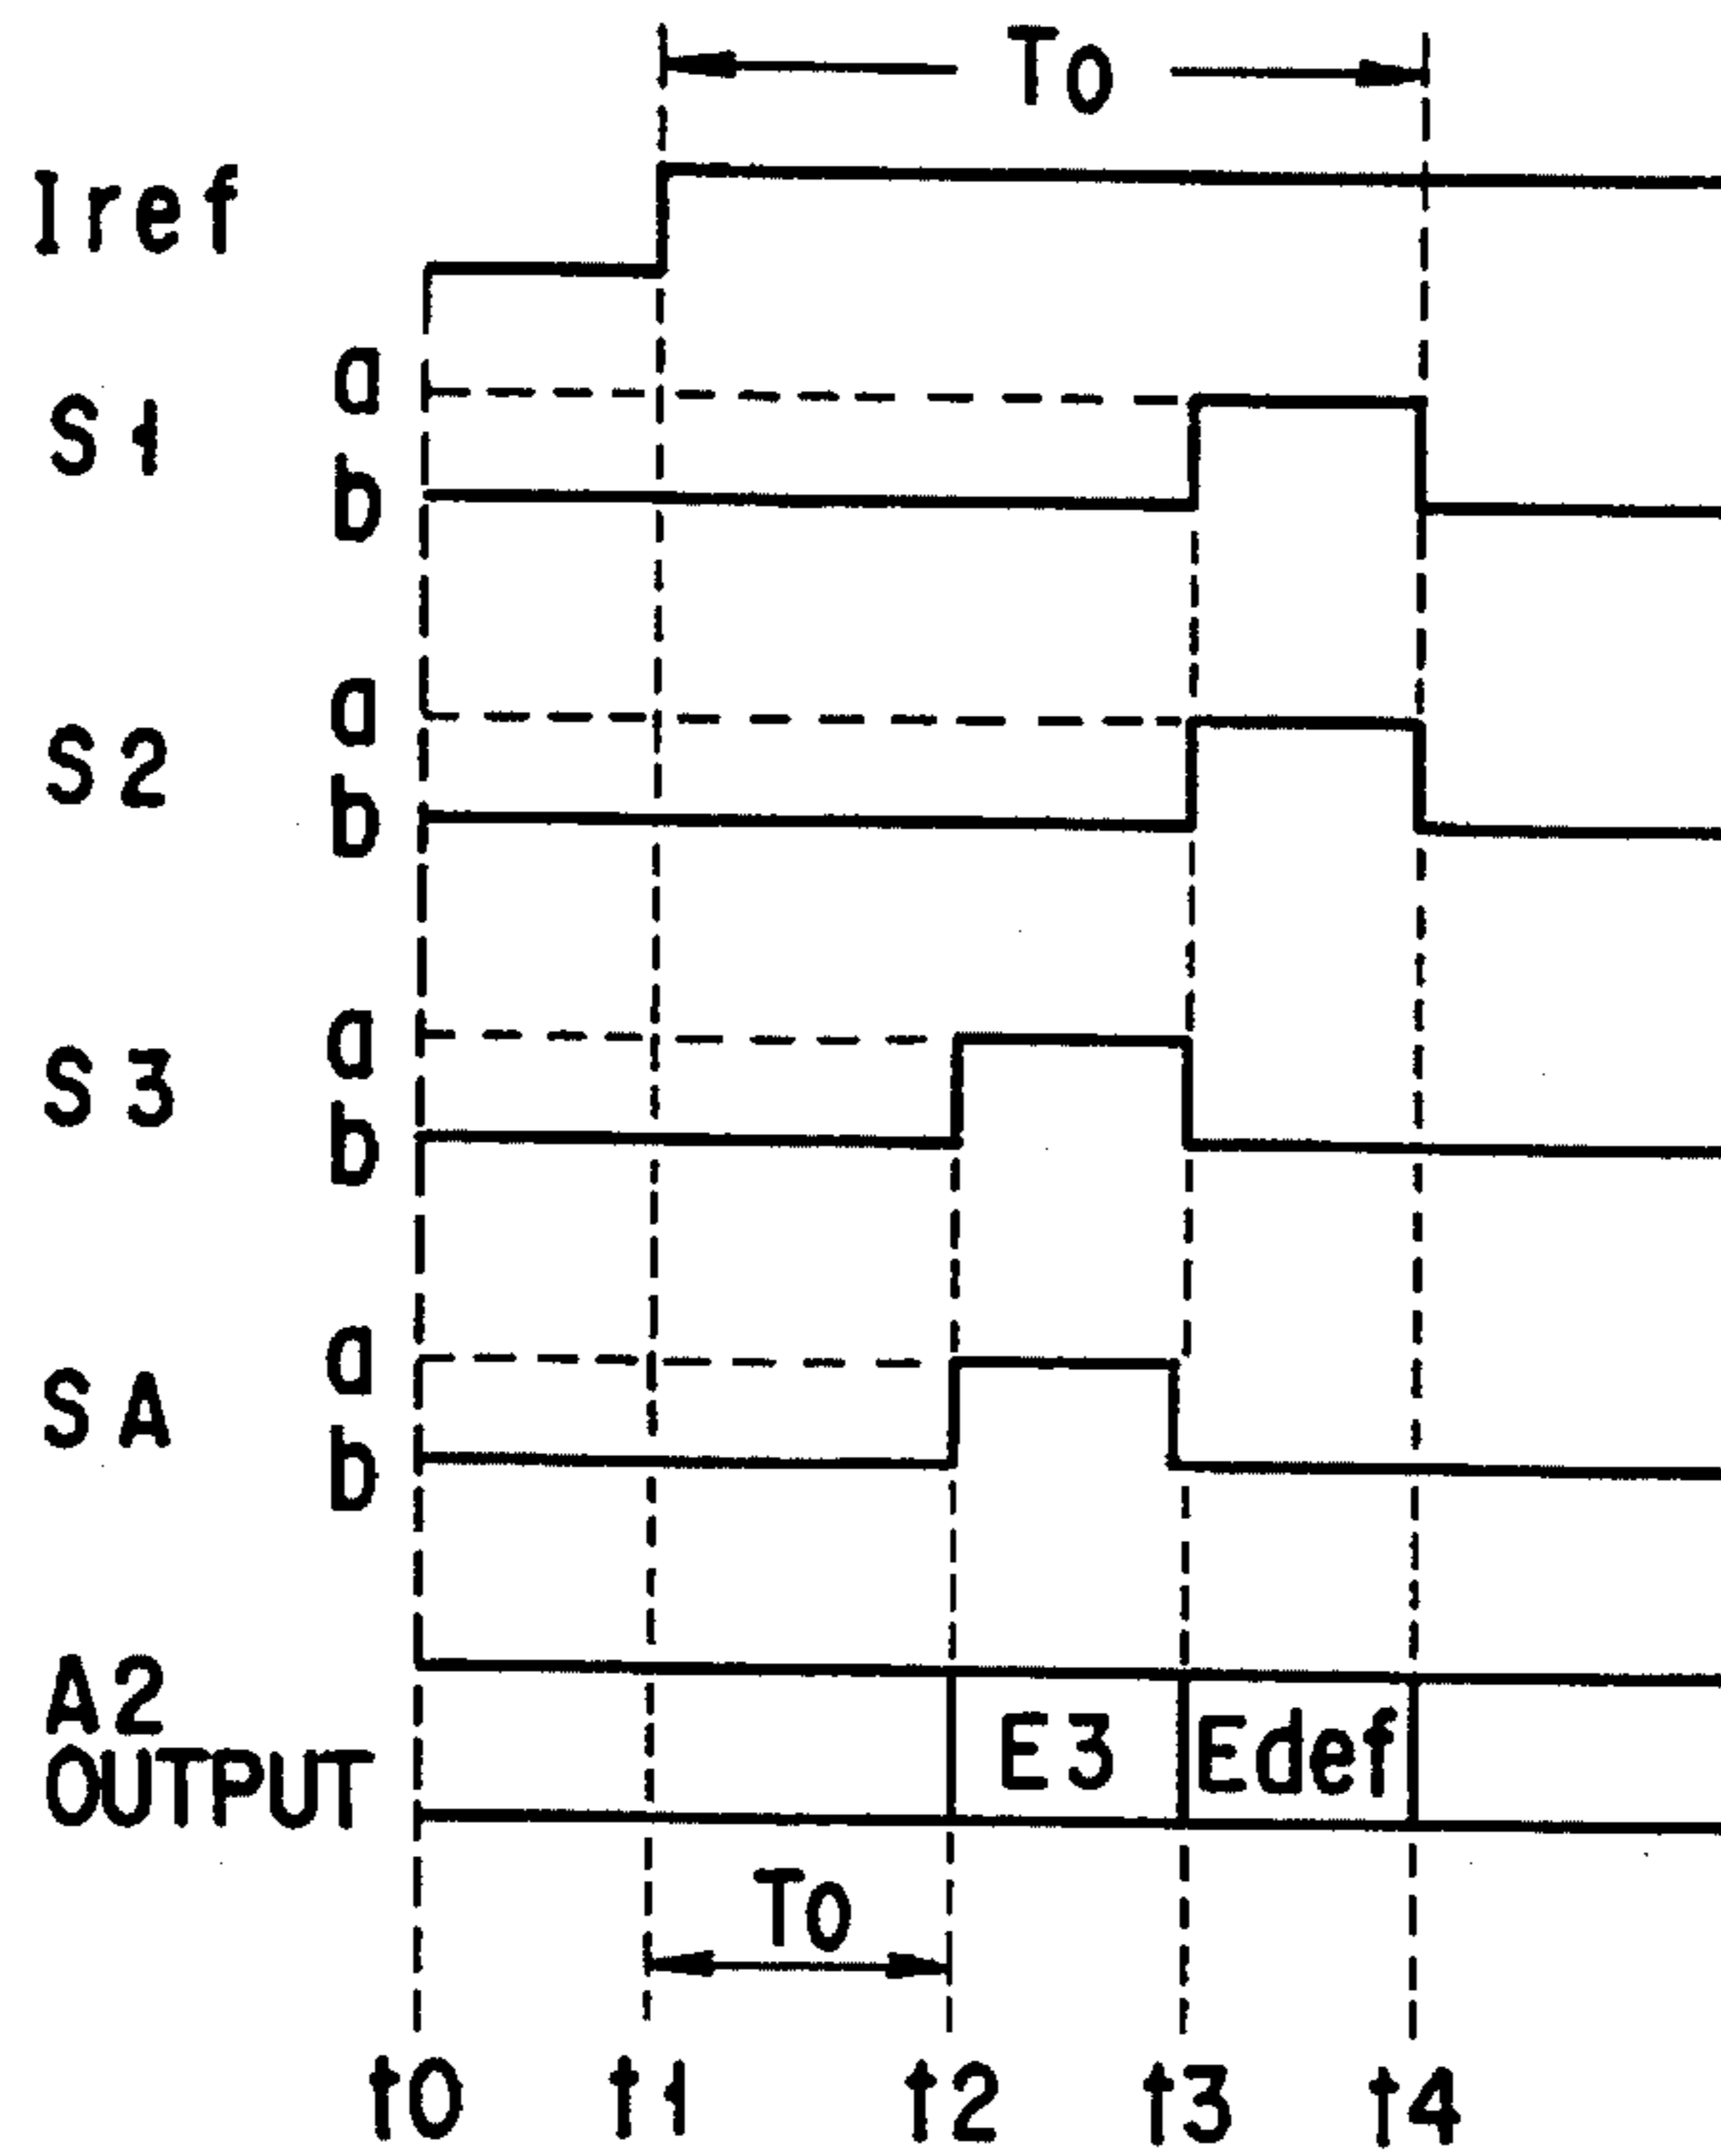 To
Iref
a
S1
b
a
S2
b
a
S3
b
a
SA
b
A2
OUTPUT
E3 Edef
To
t0 t1 t2 t3 t4